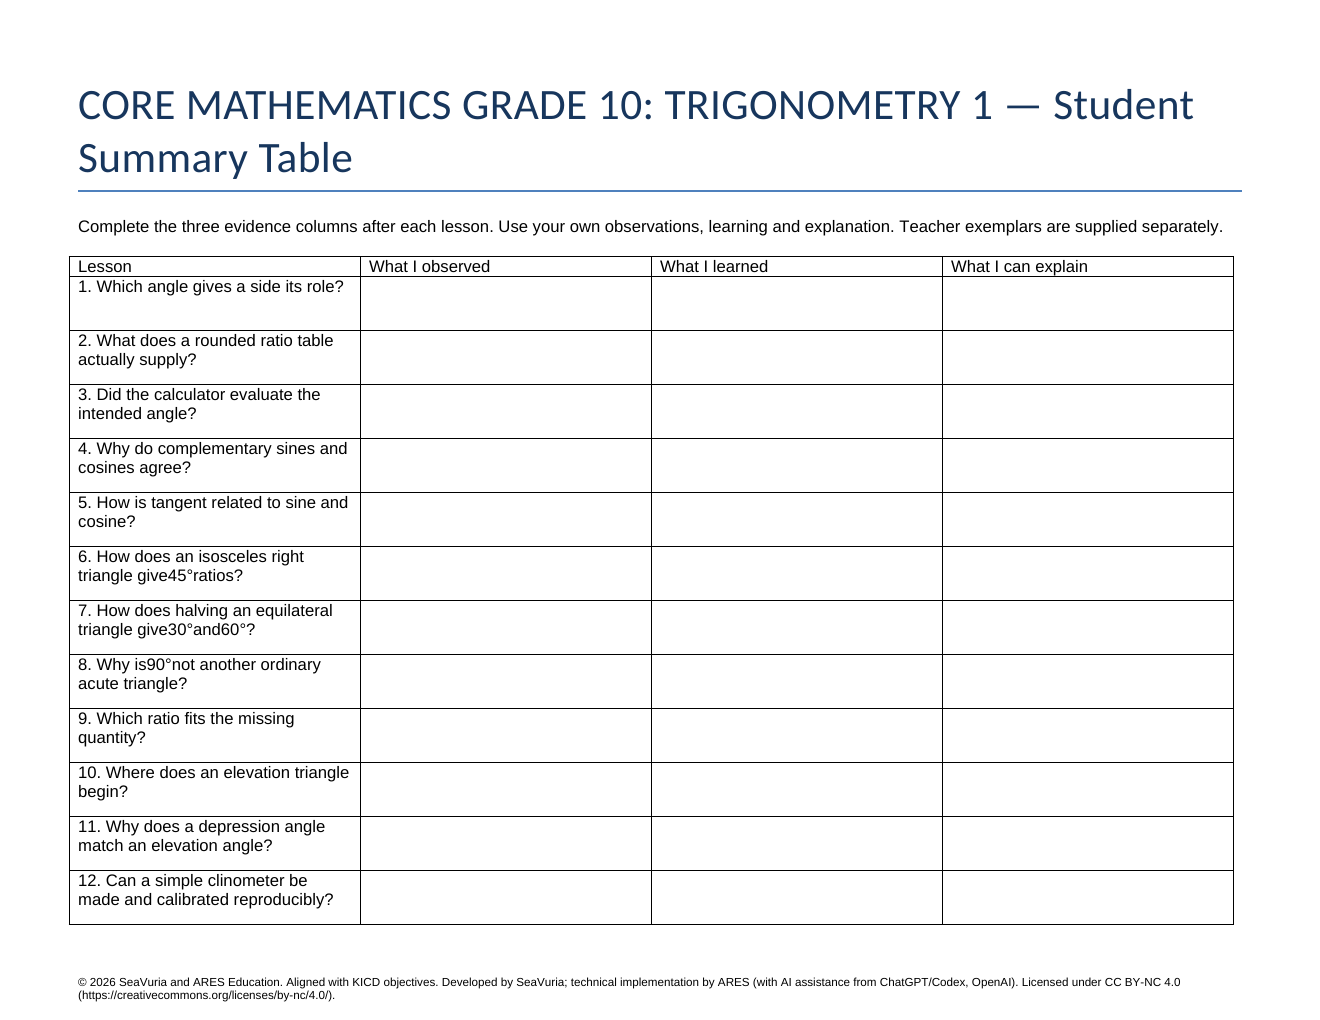 CORE MATHEMATICS GRADE 10: TRIGONOMETRY 1 — Student
Summary Table
Complete the three evidence columns after each lesson. Use your own observations, learning and explanation. Teacher exemplars are supplied separately.
Lesson What I observed What I learned What I can explain
1. Which angle gives a side its role?
2. What does a rounded ratio table
actually supply?
3. Did the calculator evaluate the
intended angle?
4. Why do complementary sines and
cosines agree?
5. How is tangent related to sine and
cosine?
6. How does an isosceles right
triangle give45°ratios?
7. How does halving an equilateral
triangle give30°and60°?
8. Why is90°not another ordinary
acute triangle?
9. Which ratio fits the missing
quantity?
10. Where does an elevation triangle
begin?
11. Why does a depression angle
match an elevation angle?
12. Can a simple clinometer be
made and calibrated reproducibly?
© 2026 SeaVuria and ARES Education. Aligned with KICD objectives. Developed by SeaVuria; technical implementation by ARES (with AI assistance from ChatGPT/Codex, OpenAI). Licensed under CC BY-NC 4.0
(https://creativecommons.org/licenses/by-nc/4.0/).